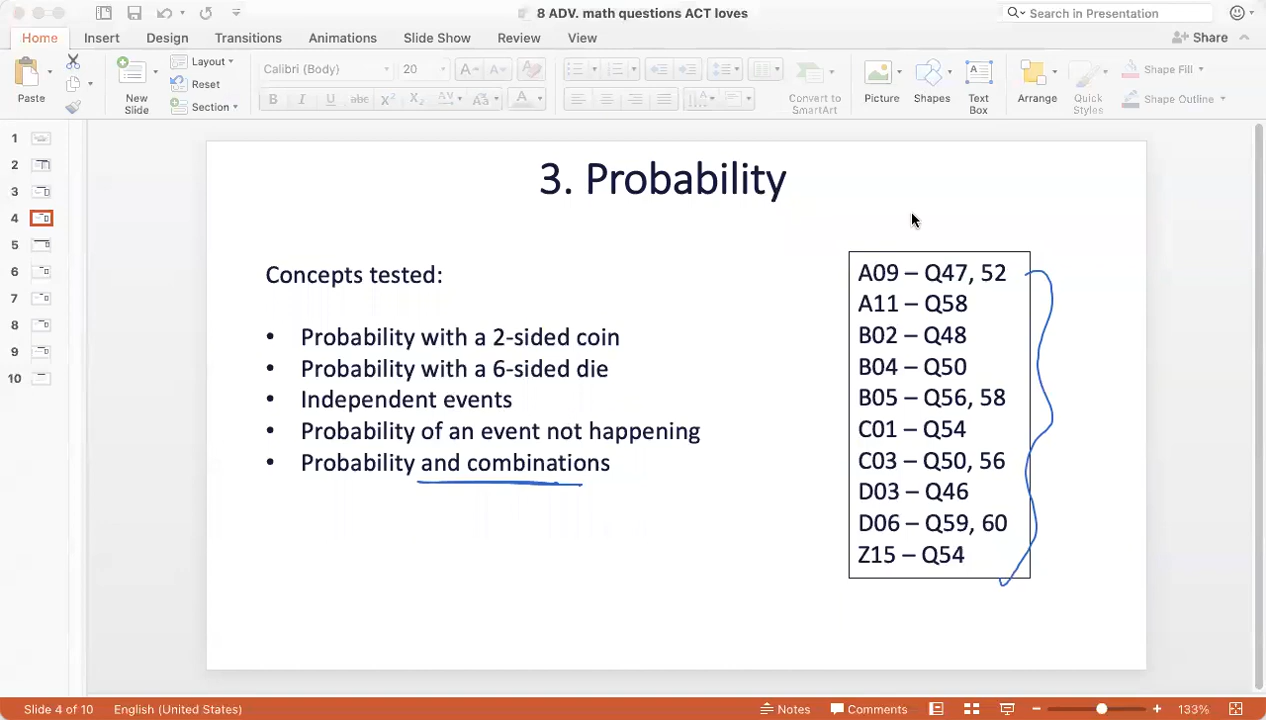 8 ADV. math questions ACT loves
Search in Presentation
Home
Insert
Design
Transitions
Animations
Slide Show
Review
View
Share
Paste
New
Slide
Layout
Reset
Section
Calibri (Body)
20
B I U abc X² X₂ AV Aa A
Convert to
SmartArt
Picture
Shapes
Text
Box
Arrange
Quick
Styles
Shape Fill
Shape Outline
1
2
3
4
5
6
7
8
9
10
3. Probability
Concepts tested:
• Probability with a 2-sided coin
• Probability with a 6-sided die
• Independent events
• Probability of an event not happening
• Probability and combinations
A09 – Q47, 52
A11 – Q58
B02 – Q48
B04 – Q50
B05 – Q56, 58
C01 – Q54
C03 – Q50, 56
D03 – Q46
D06 – Q59, 60
Z15 – Q54
Slide 4 of 10
English (United States)
Notes
Comments
133%